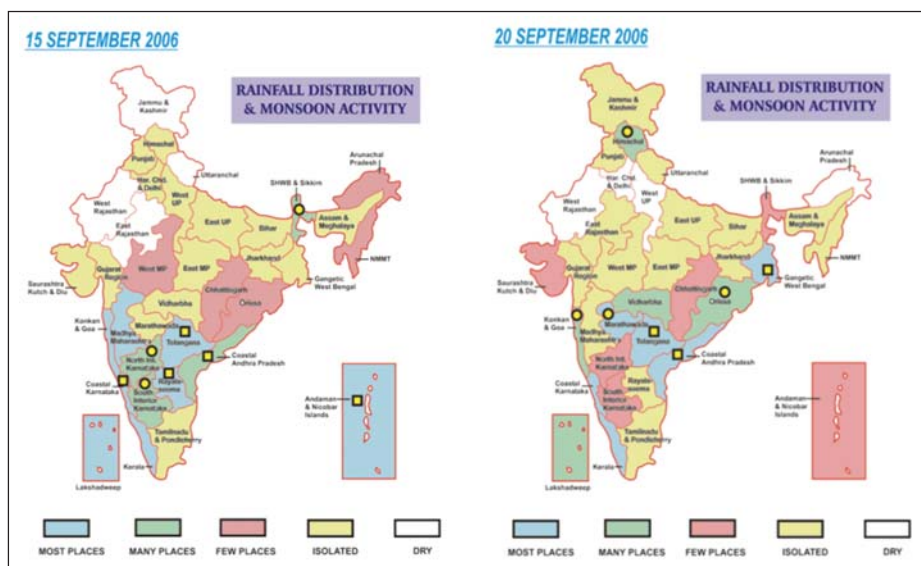 15 SEPTEMBER 2006
RAINFALL DISTRIBUTION
& MONSOON ACTIVITY
Jammu &
Kashmir
Himachal
Punjab
Har. Chd.
& Delhi
Uttaranchal
West
Rajasthan
East
Rajasthan
West
UP
East UP
SHWB & Sikkim
Arunachal
Pradesh
Assam &
Meghalaya
Bihar
NMMT
Jharkhand
Gangetic
West Bengal
Saurashtra
Kutch & Diu
Gujarat
Region
West MP
East MP
Chhattisgarh
Orissa
Vidharbha
Konkan
& Goa
Madhya
Maharashtra
Marathwada
Telangana
North Int.
Karnataka
Coastal
Andhra Pradesh
Coastal
Karnataka
South
Interior
Karnataka
Rayala-
seema
Andaman
& Nicobar
Islands
Tamilnadu
& Pondicherry
Kerala
Lakshadweep
MOST PLACES
MANY PLACES
FEW PLACES
ISOLATED
DRY
20 SEPTEMBER 2006
RAINFALL DISTRIBUTION
& MONSOON ACTIVITY
Jammu &
Kashmir
Himachal
Punjab
Har. Chd.
& Delhi
Uttaranchal
West
Rajasthan
East
Rajasthan
West
UP
East UP
SHWB & Sikkim
Arunachal
Pradesh
Assam &
Meghalaya
Bihar
NMMT
Jharkhand
Gangetic
West Bengal
Saurashtra
Kutch & Diu
Gujarat
Region
West MP
East MP
Chhattisgarh
Orissa
Vidharbha
Konkan
& Goa
Madhya
Maharashtra
Marathwada
Telangana
North Int.
Karnataka
Coastal
Andhra Pradesh
Coastal
Karnataka
South
Interior
Karnataka
Rayala-
seema
Andaman
& Nicobar
Islands
Tamilnadu
& Pondicherry
Kerala
Lakshadweep
MOST PLACES
MANY PLACES
FEW PLACES
ISOLATED
DRY